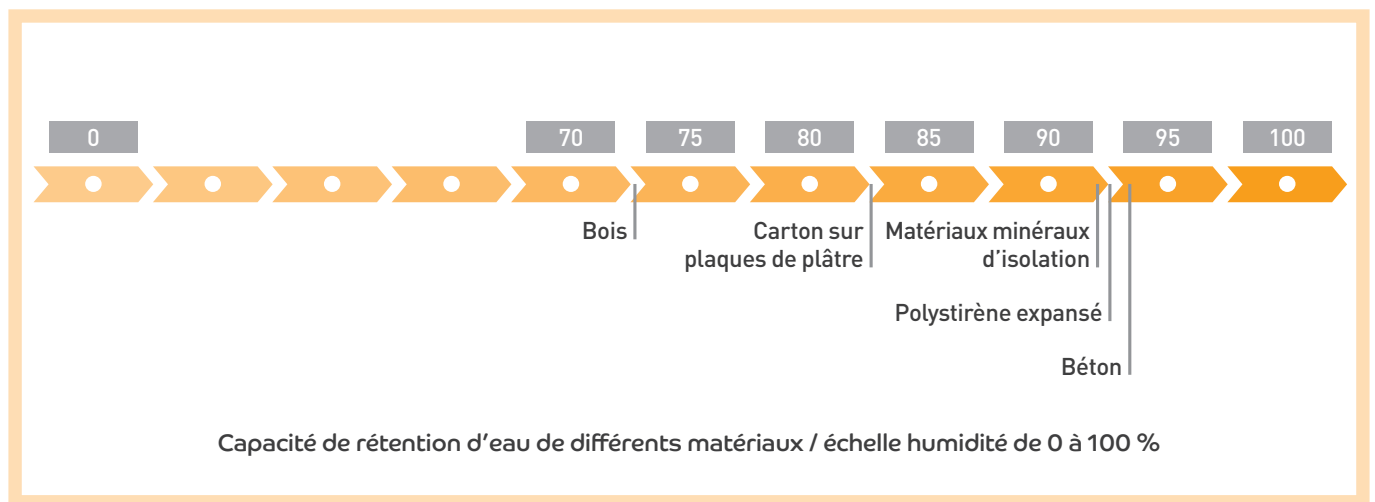 0 70 75 80 85 90 95 100
Bois
Carton sur
plaques de plâtre
Matériaux minéraux
d'isolation
Polystirène expansé
Béton
Capacité de rétention d'eau de différents matériaux / échelle humidité de 0 à 100 %